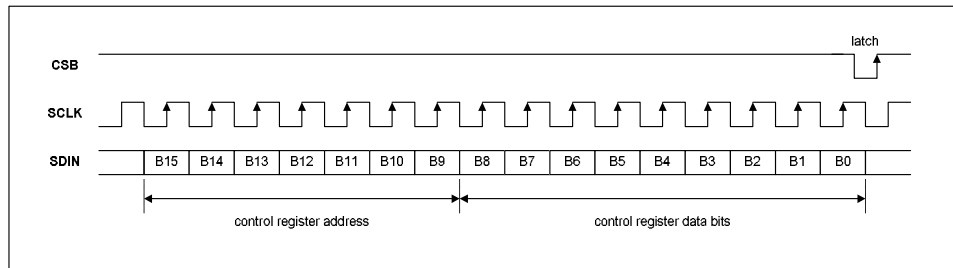 latch
CSB
SCLK
SDIN B15 B14 B13 B12 B11 B10 B9 B8 B7 B6 B5 B4 B3 B2 B1 B0
control register address control register data bits